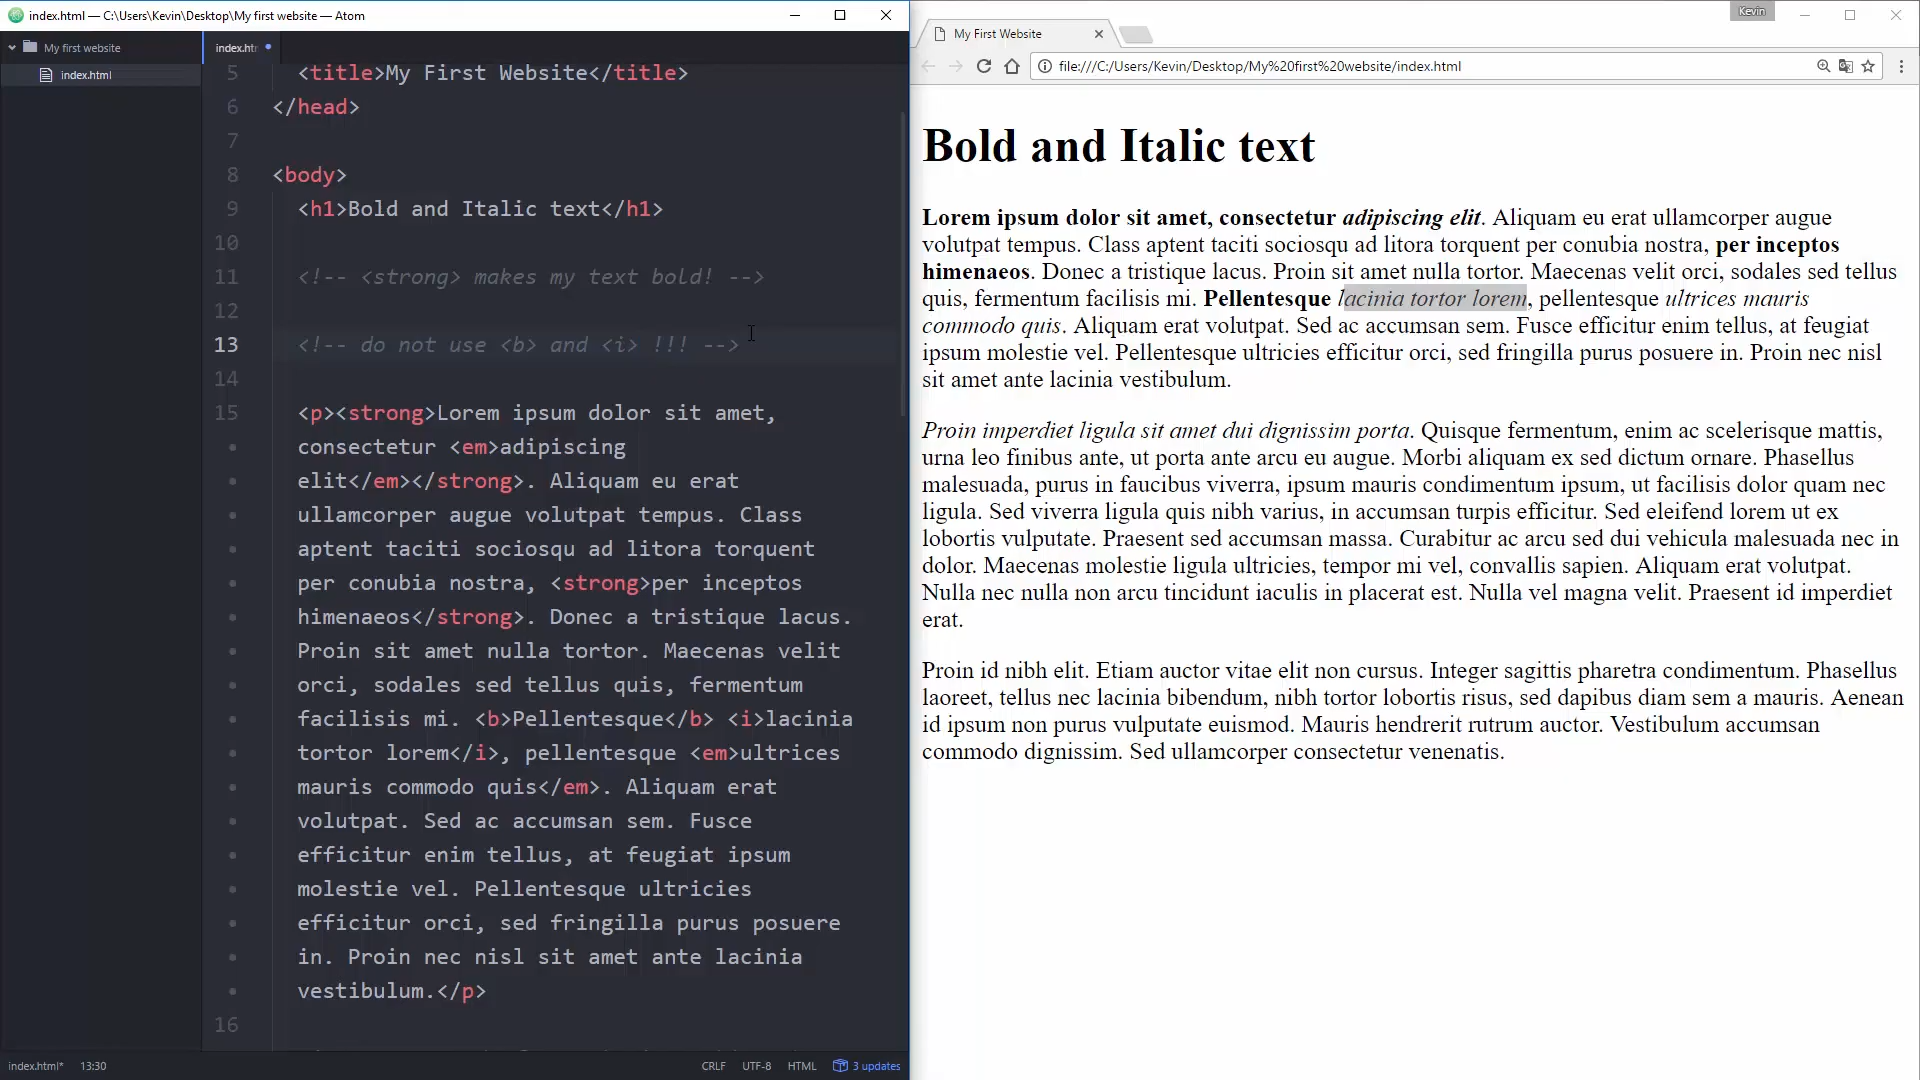 index.html — C:\Users\Kevin\Desktop\My first website — Atom
My first website
index.html
index.ht
5 <title>My First Website</title>
6 </head>
7
8 <body>
9 <h1>Bold and Italic text</h1>
10
11 <!-- <strong> makes my text bold! -->
12
13 <!-- do not use <b> and <i> !!! -->
14
15 <p><strong>Lorem ipsum dolor sit amet,
consectetur <em>adipiscing
elit</em></strong>. Aliquam eu erat
ullamcorper augue volutpat tempus. Class
aptent taciti sociosqu ad litora torquent
per conubia nostra, <strong>per inceptos
himenaeos</strong>. Donec a tristique lacus.
Proin sit amet nulla tortor. Maecenas velit
orci, sodales sed tellus quis, fermentum
facilisis mi. <b>Pellentesque</b> <i>lacinia
tortor lorem</i>, pellentesque <em>ultrices
mauris commodo quis</em>. Aliquam erat
volutpat. Sed ac accumsan sem. Fusce
efficitur enim tellus, at feugiat ipsum
molestie vel. Pellentesque ultricies
efficitur orci, sed fringilla purus posuere
in. Proin nec nisl sit amet ante lacinia
vestibulum.</p>
16
index.html* 13:30 CRLF UTF-8 HTML 3 updates
Kevin
My First Website
file:///C:/Users/Kevin/Desktop/My%20first%20website/index.html
Bold and Italic text
Lorem ipsum dolor sit amet, consectetur adipiscing elit. Aliquam eu erat ullamcorper augue
volutpat tempus. Class aptent taciti sociosqu ad litora torquent per conubia nostra, per inceptos
himenaeos. Donec a tristique lacus. Proin sit amet nulla tortor. Maecenas velit orci, sodales sed tellus
quis, fermentum facilisis mi. Pellentesque lacinia tortor lorem, pellentesque ultrices mauris
commodo quis. Aliquam erat volutpat. Sed ac accumsan sem. Fusce efficitur enim tellus, at feugiat
ipsum molestie vel. Pellentesque ultricies efficitur orci, sed fringilla purus posuere in. Proin nec nisl
sit amet ante lacinia vestibulum.
Proin imperdiet ligula sit amet dui dignissim porta. Quisque fermentum, enim ac scelerisque mattis,
urna leo finibus ante, ut porta ante arcu eu augue. Morbi aliquam ex sed dictum ornare. Phasellus
malesuada, purus in faucibus viverra, ipsum mauris condimentum ipsum, ut facilisis dolor quam nec
ligula. Sed viverra ligula quis nibh varius, in accumsan turpis efficitur. Sed eleifend lorem ut ex
lobortis vulputate. Praesent sed accumsan massa. Curabitur ac arcu sed dui vehicula malesuada nec in
dolor. Maecenas molestie ligula ultricies, tempor mi vel, convallis sapien. Aliquam erat volutpat.
Nulla nec nulla non arcu tincidunt iaculis in placerat est. Nulla vel magna velit. Praesent id imperdiet
erat.
Proin id nibh elit. Etiam auctor vitae elit non cursus. Integer sagittis pharetra condimentum. Phasellus
laoreet, tellus nec lacinia bibendum, nibh tortor lobortis risus, sed dapibus diam sem a mauris. Aenean
id ipsum non purus vulputate euismod. Mauris hendrerit rutrum auctor. Vestibulum accumsan
commodo dignissim. Sed ullamcorper consectetur venenatis.